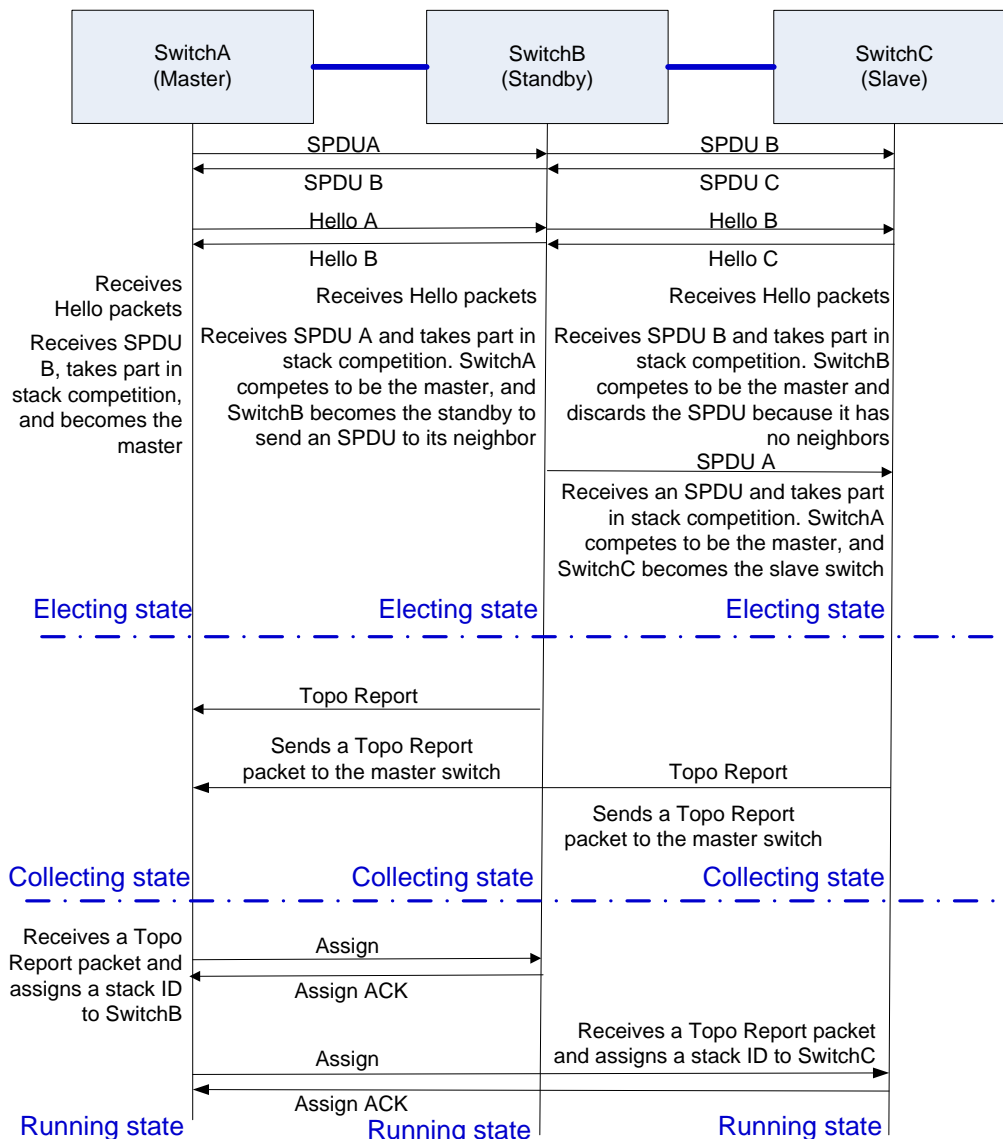 SwitchA
(Master)
SwitchB
(Standby)
SwitchC
(Slave)
SPDUA
SPDU B
SPDU B
SPDU C
Hello A
Hello B
Hello B
Hello C
Receives
Hello packets
Receives Hello packets
Receives Hello packets
Receives SPDU
B, takes part in
stack competition,
and becomes the
master
Receives SPDU A and takes part in
stack competition. SwitchA
competes to be the master, and
SwitchB becomes the standby to
send an SPDU to its neighbor
Receives SPDU B and takes part in
stack competition. SwitchB
competes to be the master and
discards the SPDU because it has
no neighbors
SPDU A
Receives an SPDU and takes part
in stack competition. SwitchA
competes to be the master, and
SwitchC becomes the slave switch
Electing state
Electing state
Electing state
Topo Report
Sends a Topo Report
packet to the master switch
Topo Report
Sends a Topo Report
packet to the master switch
Collecting state
Collecting state
Collecting state
Receives a Topo
Report packet and
assigns a stack ID
to SwitchB
Assign
Assign ACK
Receives a Topo Report packet
and assigns a stack ID to SwitchC
Assign
Assign ACK
Running state
Running state
Running state